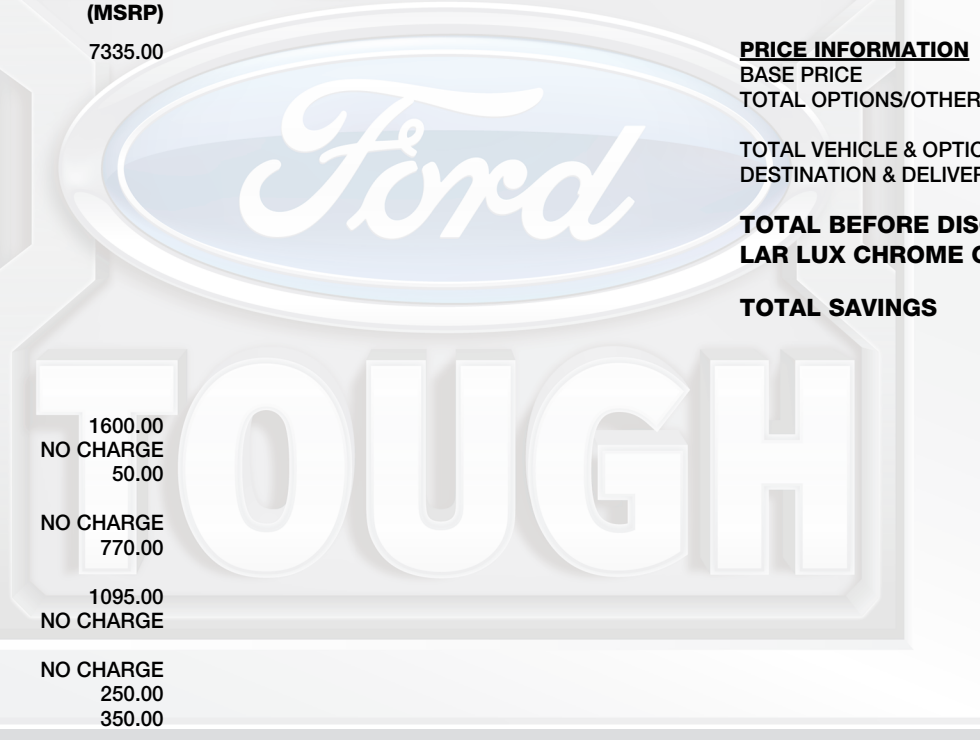 (MSRP)
7335.00
1600.00
NO CHARGE
50.00
NO CHARGE
770.00
1095.00
NO CHARGE
NO CHARGE
250.00
350.00
PRICE INFORMATION
BASE PRICE
TOTAL OPTIONS/OTHER
TOTAL VEHICLE & OPTIO
DESTINATION & DELIVER
TOTAL BEFORE DIS
LAR LUX CHROME
TOTAL SAVINGS
Ford
TOUGH